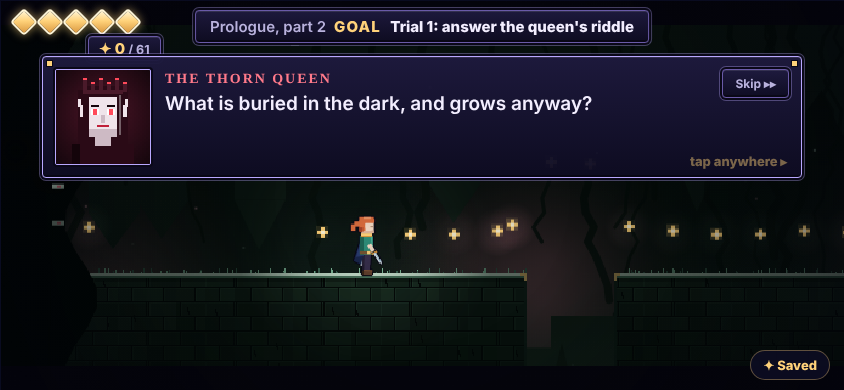 Prologue, part 2 GOAL Trial 1: answer the queen's riddle
✦ 0 / 61
THE THORN QUEEN
Skip ▸▸
What is buried in the dark, and grows anyway?
tap anywhere ▸
✦ Saved